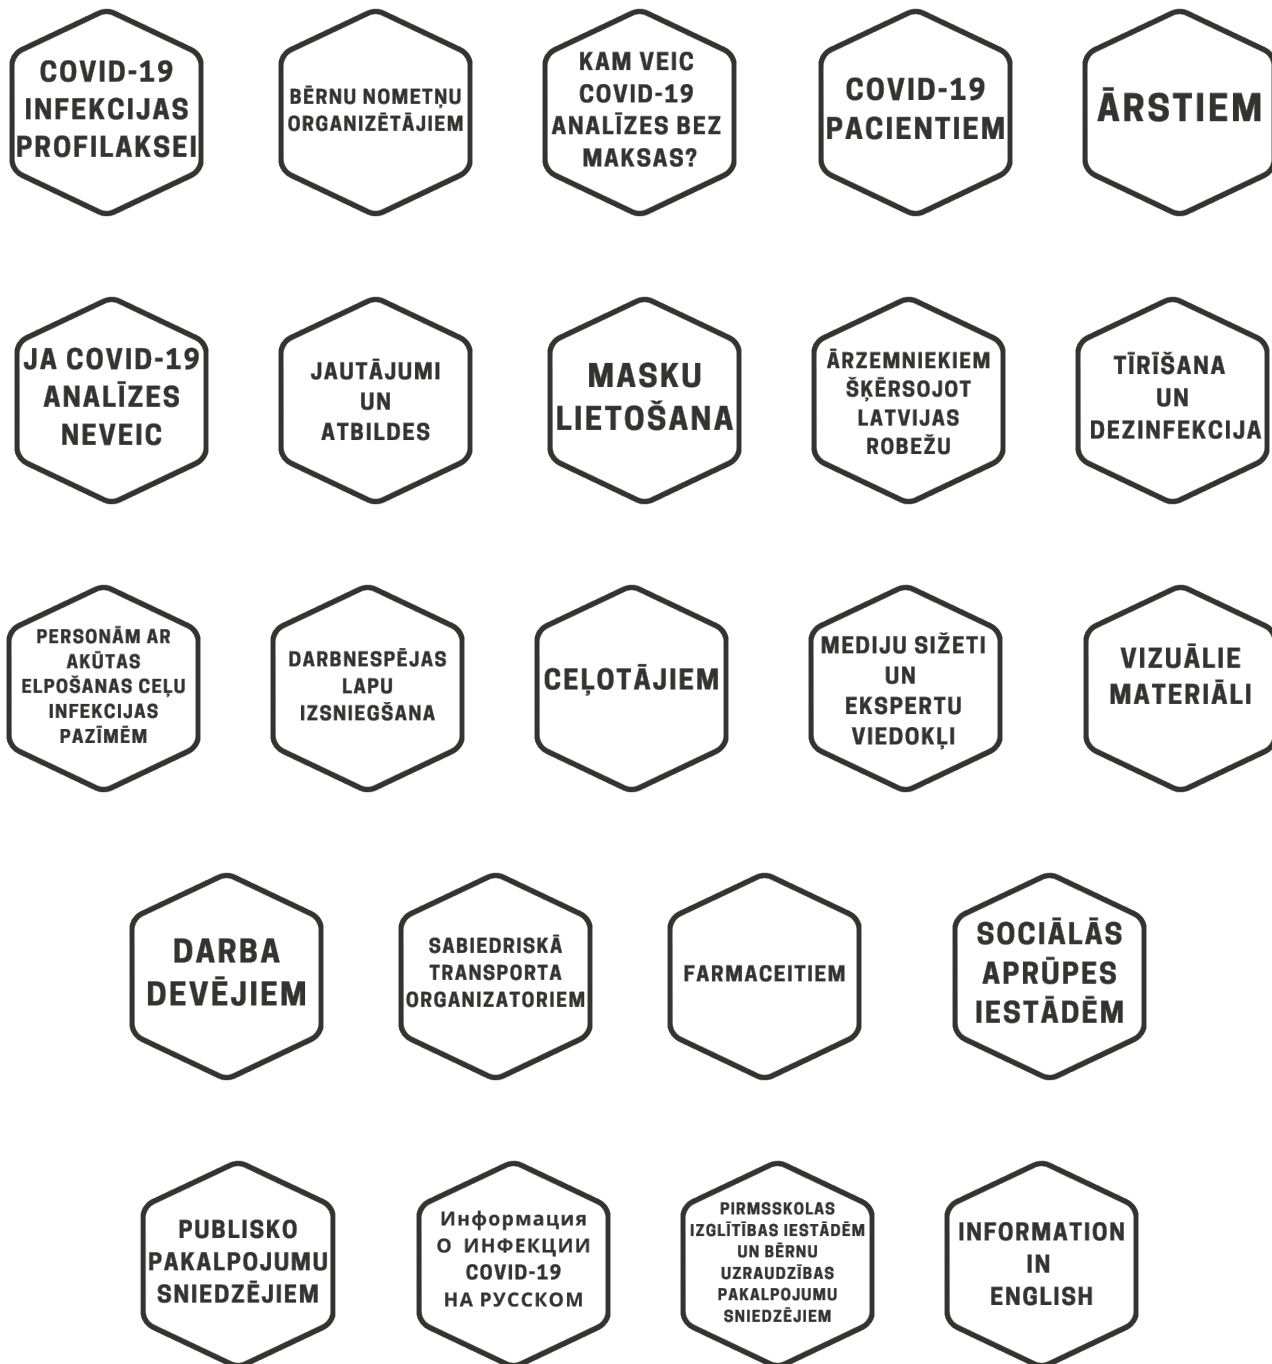 COVID-19
INFEKCIJAS
PROFILAKSEI
BĒRNU NOMETŅU
ORGANIZĒTĀJIEM
KAM VEIC
COVID-19
ANALĪZES BEZ
MAKSAS?
COVID-19
PACIENTIEM
ĀRSTIEM
JA COVID-19
ANALĪZES
NEVEIC
JAUTĀJUMI
UN
ATBILDES
MASKU
LIETOŠANA
ĀRZEMNIEKIEM
ŠĶĒRSOJOT
LATVIJAS
ROBEŽU
TĪRĪŠANA
UN
DEZINFEKCIJA
PERSONĀM AR
AKŪTAS
ELPOŠANAS CEĻU
INFEKCIJAS
PAZĪMĒM
DARBNESPĒJAS
LAPU
IZSNIEGŠANA
CEĻOTĀJIEM
MEDIJU SIŽETI
UN
EKSPERTU
VIEDOKĻI
VIZUĀLIE
MATERIĀLI
DARBA
DEVĒJIEM
SABIEDRISKĀ
TRANSPORTA
ORGANIZATORIEM
FARMACEITIEM
SOCIĀLĀS
APRŪPES
IESTĀDĒM
PUBLISKO
PAKALPOJUMU
SNIEDZĒJIEM
Информация
О ИНФЕКЦИИ
COVID-19
НА РУССКОМ
PIRMSSKOLAS
IZGLĪTĪBAS IESTĀDĒM
UN BĒRNU
UZRAUDZĪBAS
PAKALPOJUMU
SNIEDZĒJIEM
INFORMATION
IN
ENGLISH